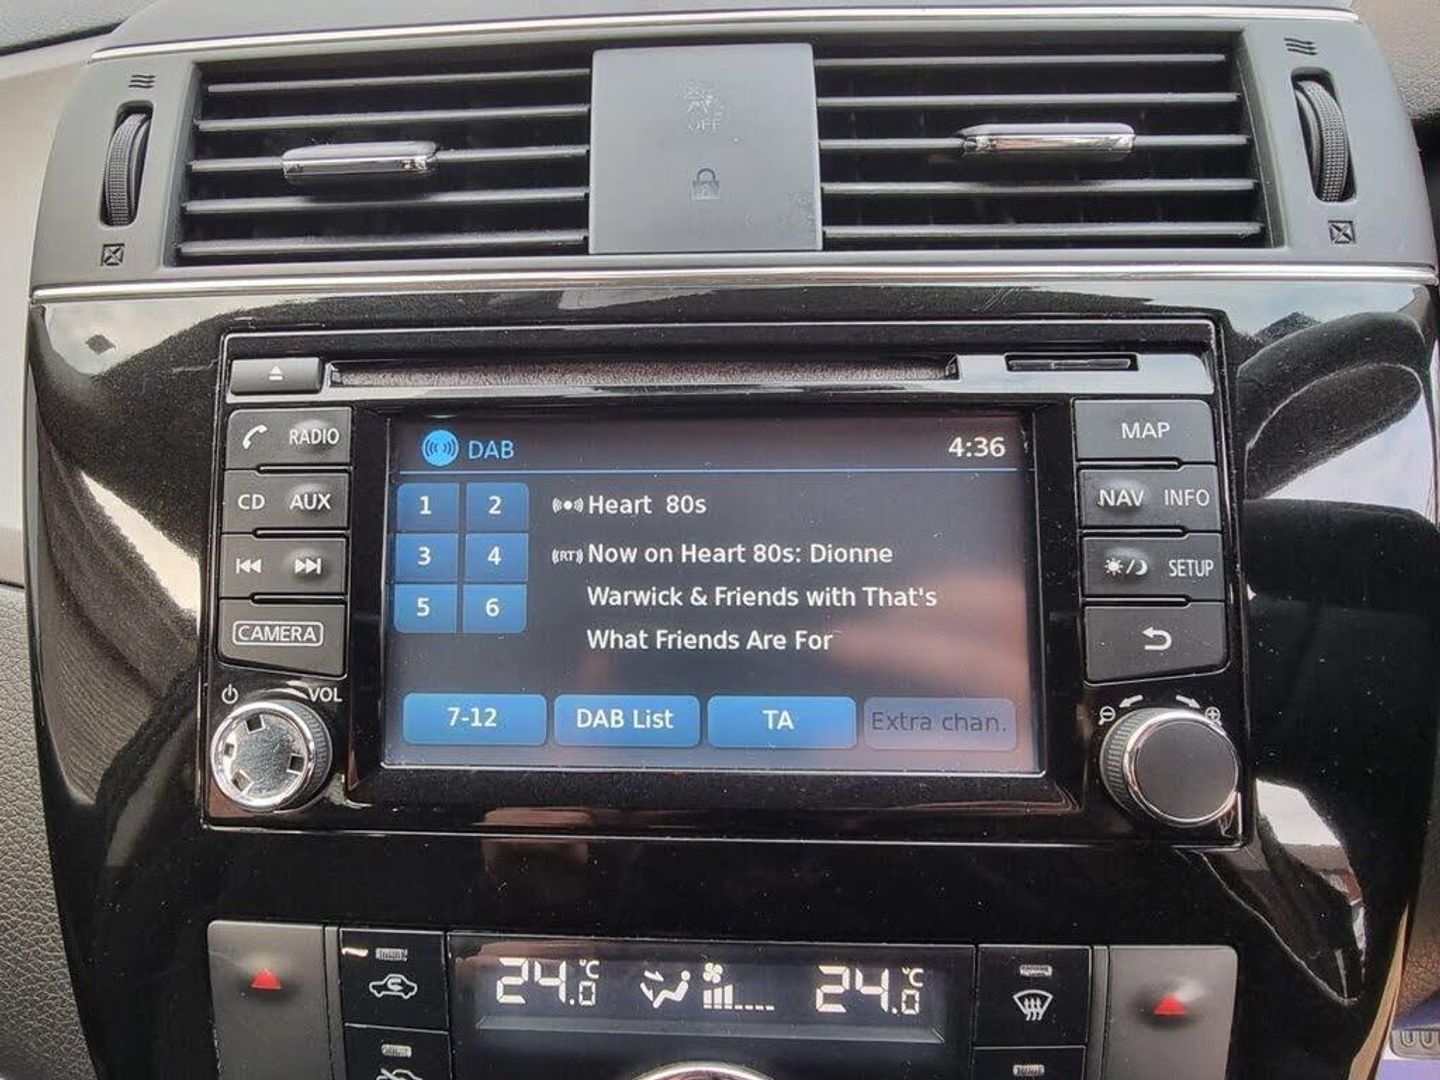 OFF
RADIO
CD AUX
CAMERA
VOL
DAB 4:36
1 2
3 4
5 6
Heart 80s
(RT) Now on Heart 80s: Dionne
Warwick & Friends with That's
What Friends Are For
7-12 DAB List TA Extra chan.
MAP
NAV INFO
SETUP
24.0°C 24.0°C